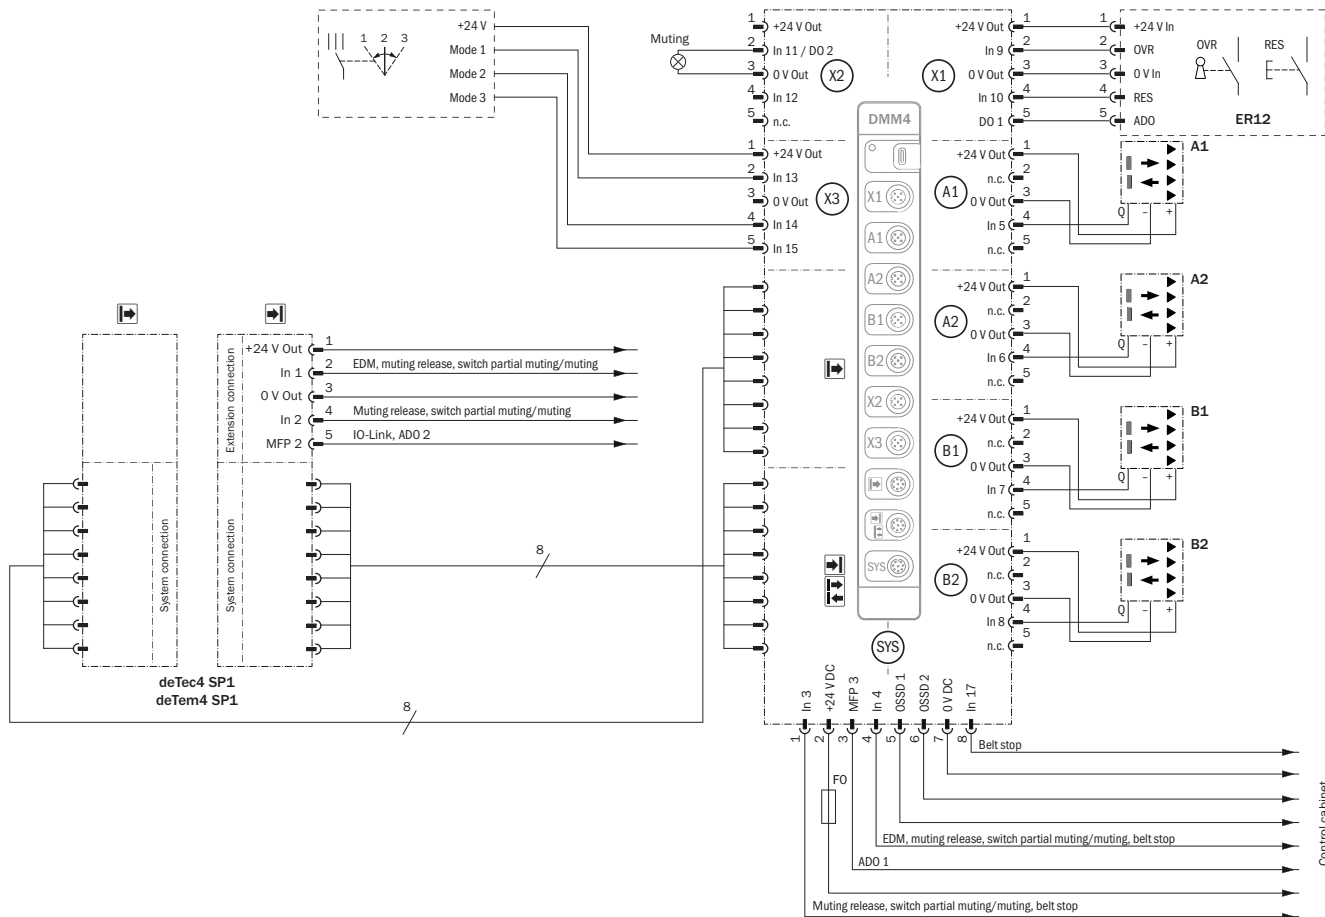 +24 V
Mode 1
Mode 2
Mode 3
1 2 3
Muting
1 +24 V Out
2 In 11 / DO 2
3 0 V Out
4 In 12
5 n.c.
X2
1 +24 V Out
2 In 13
3 0 V Out
4 In 14
5 In 15
X3
+24 V Out 1
In 9 2
0 V Out 3
In 10 4
DO 1 5
X1
1 +24 V In
2 OVR
3 0 V In
4 RES
5 ADO
OVR RES
ER12
DMM4
X1
A1
A2
B1
B2
X2
X3
SYS
+24 V Out 1
n.c. 2
0 V Out 3
In 5 4
n.c. 5
A1
A1
Q – +
+24 V Out 1
n.c. 2
0 V Out 3
In 6 4
n.c. 5
A2
A2
Q – +
+24 V Out 1
n.c. 2
0 V Out 3
In 7 4
n.c. 5
B1
B1
Q – +
+24 V Out 1
n.c. 2
0 V Out 3
In 8 4
n.c. 5
B2
B2
Q – +
Extension connection
+24 V Out 1
In 1 2 EDM, muting release, switch partial muting/muting
0 V Out 3
In 2 4 Muting release, switch partial muting/muting
MFP 2 5 IO-Link, ADO 2
System connection
System connection
8
deTec4 SP1
deTem4 SP1
8
SYS
In 3
+24 V DC
MFP 3
In 4
OSSD 1
OSSD 2
0 V DC
In 17
1 2 3 4 5 6 7 8
Belt stop
F0
EDM, muting release, switch partial muting/muting, belt stop
ADO 1
Muting release, switch partial muting/muting, belt stop
Control cabinet